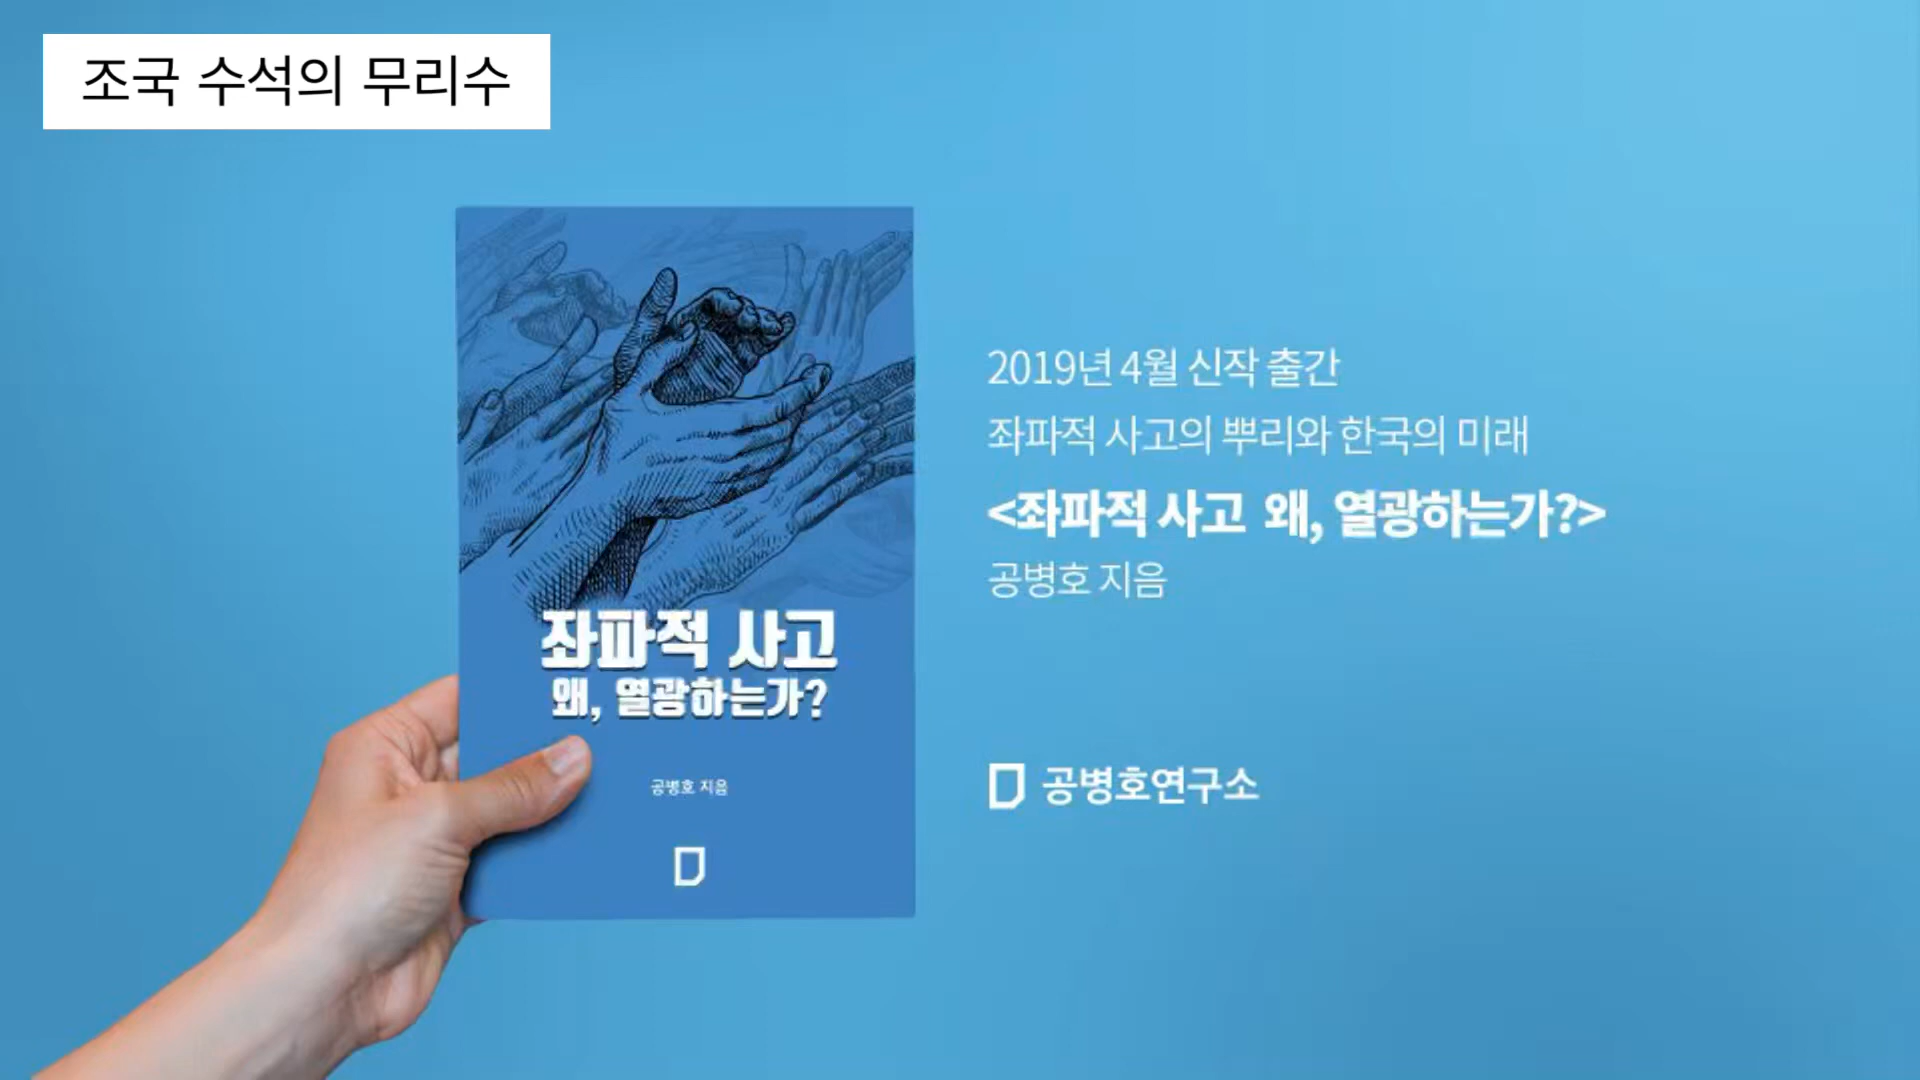 조국 수석의 무리수
2019년 4월 신작 출간
좌파적 사고의 뿌리와 한국의 미래
<좌파적 사고 왜, 열광하는가?>
공병호 지음
공병호연구소
좌파적 사고
왜, 열광하는가?
공병호 지음